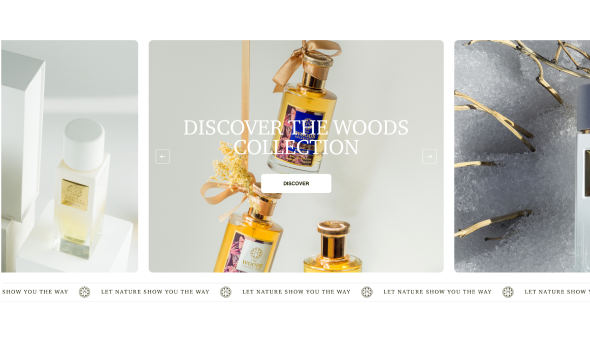 DISCOVER THE WOODS
COLLECTION
DISCOVER
WOODS
SHOW YOU THE WAY LET NATURE SHOW YOU THE WAY LET NATURE SHOW YOU THE WAY LET NATURE SHOW YOU THE WAY LET NATURE SHOW